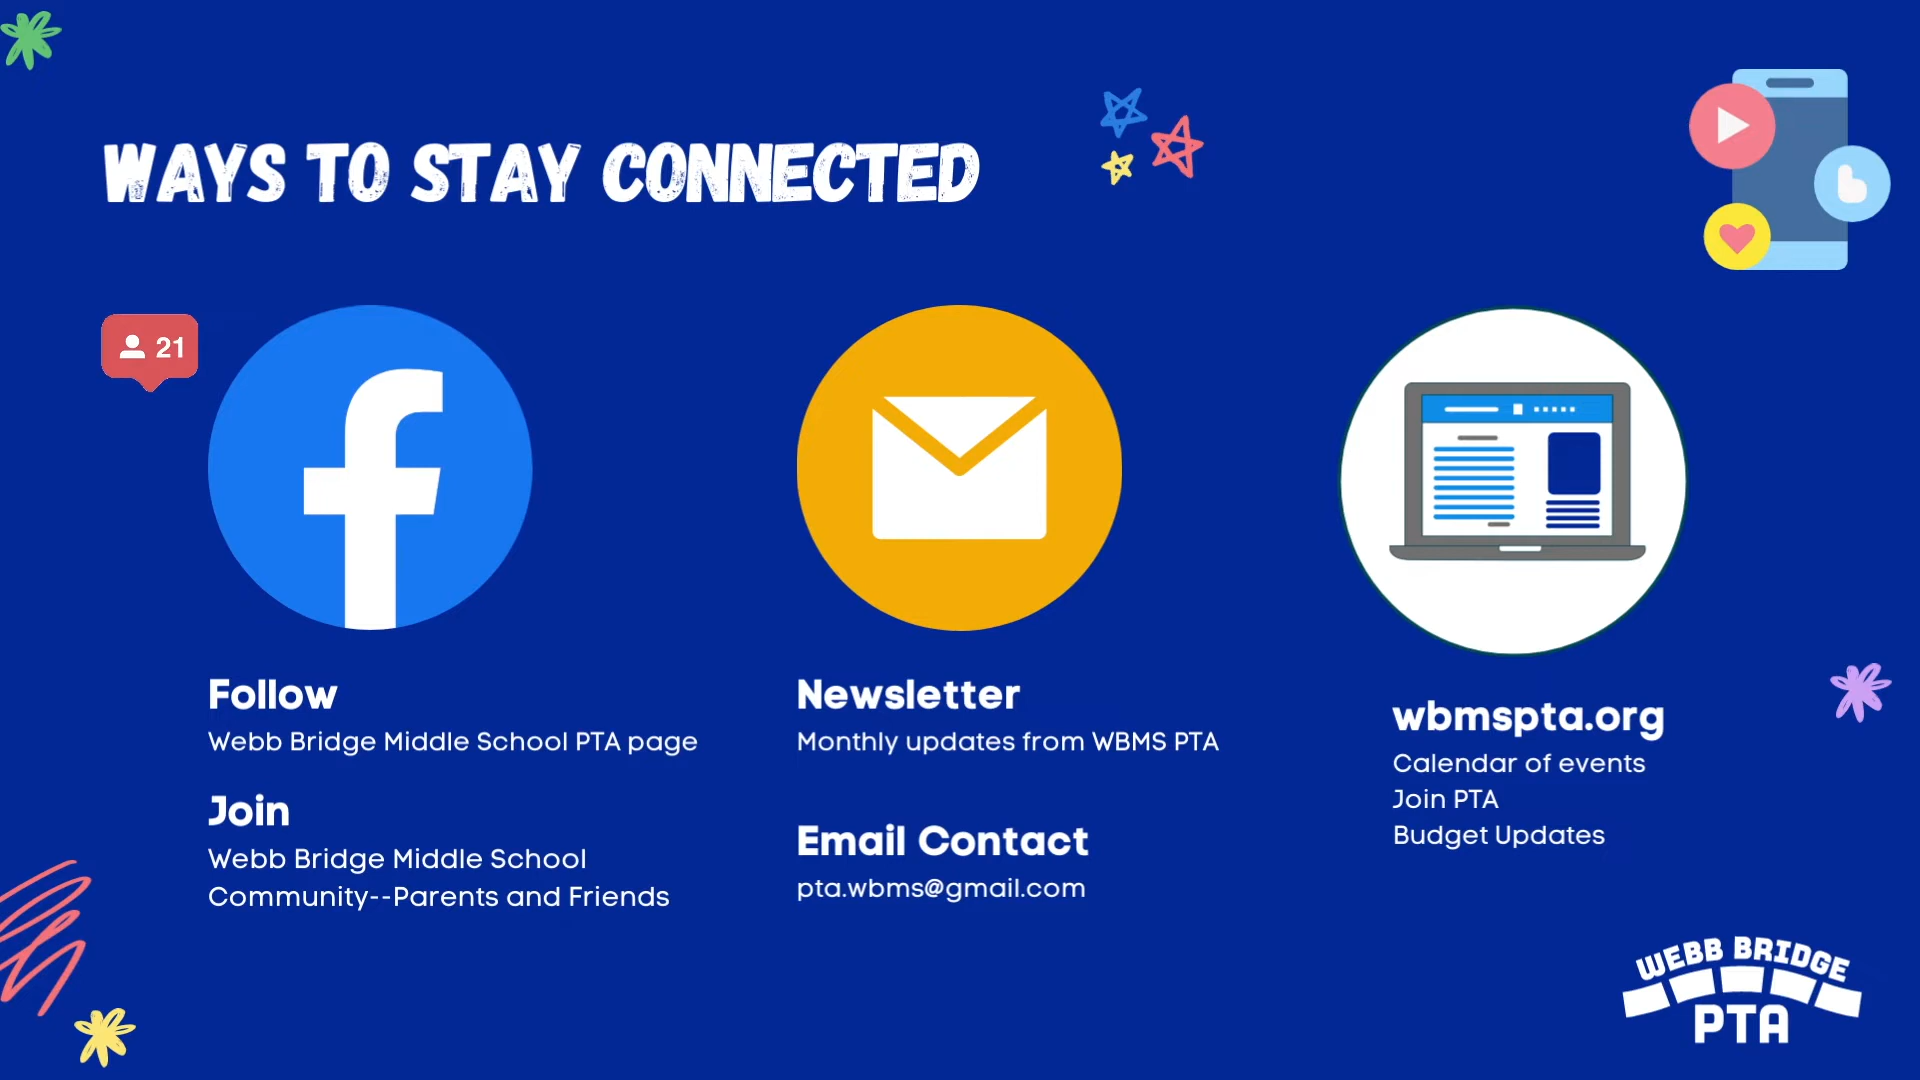 WAYS TO STAY CONNECTED
21
Follow
Webb Bridge Middle School PTA page
Join
Webb Bridge Middle School
Community--Parents and Friends
Newsletter
Monthly updates from WBMS PTA
Email Contact
pta.wbms@gmail.com
wbmspta.org
Calendar of events
Join PTA
Budget Updates
WEBB BRIDGE
PTA